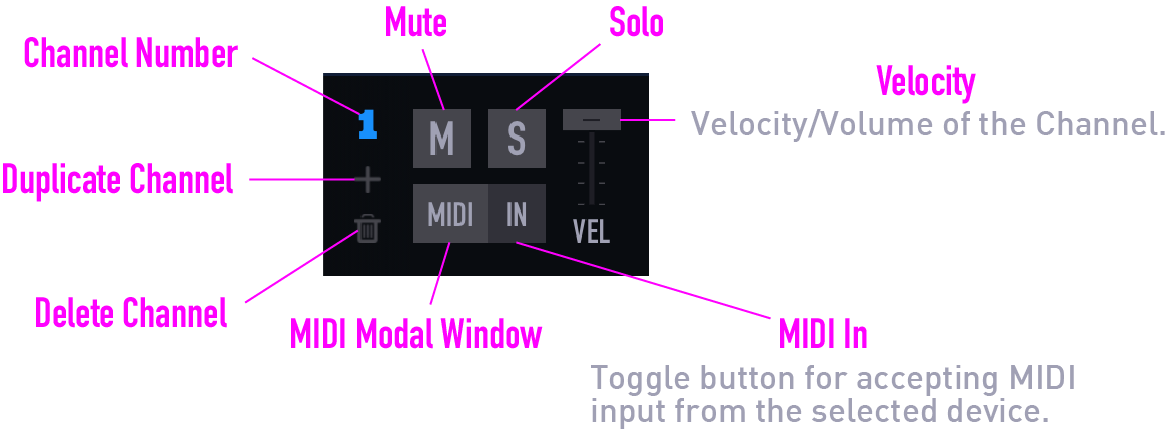 Mute
Solo
Channel Number
Velocity
Velocity/Volume of the Channel.
1
M
S
Duplicate Channel
MIDI
IN
VEL
Delete Channel
MIDI Modal Window
MIDI In
Toggle button for accepting MIDI
input from the selected device.